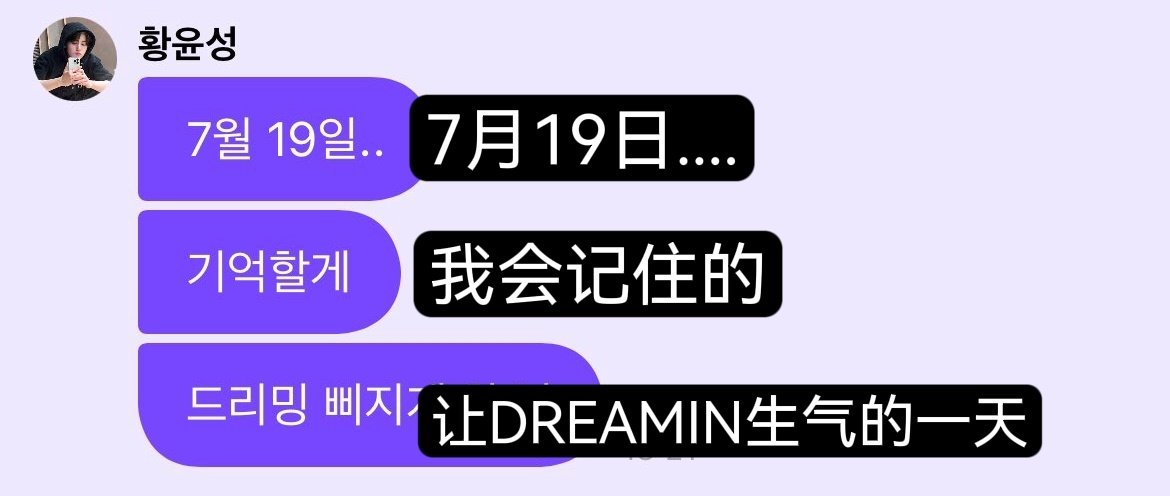 황윤성
7월 19일..
7月19日....
기억할게
我会记住的
드리밍 삐지게
让DREAMIN生气的一天